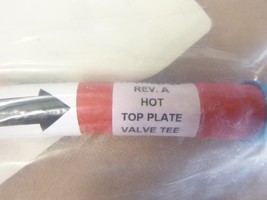 REV. A
HOT
TOP PLATE
VALVE TEE